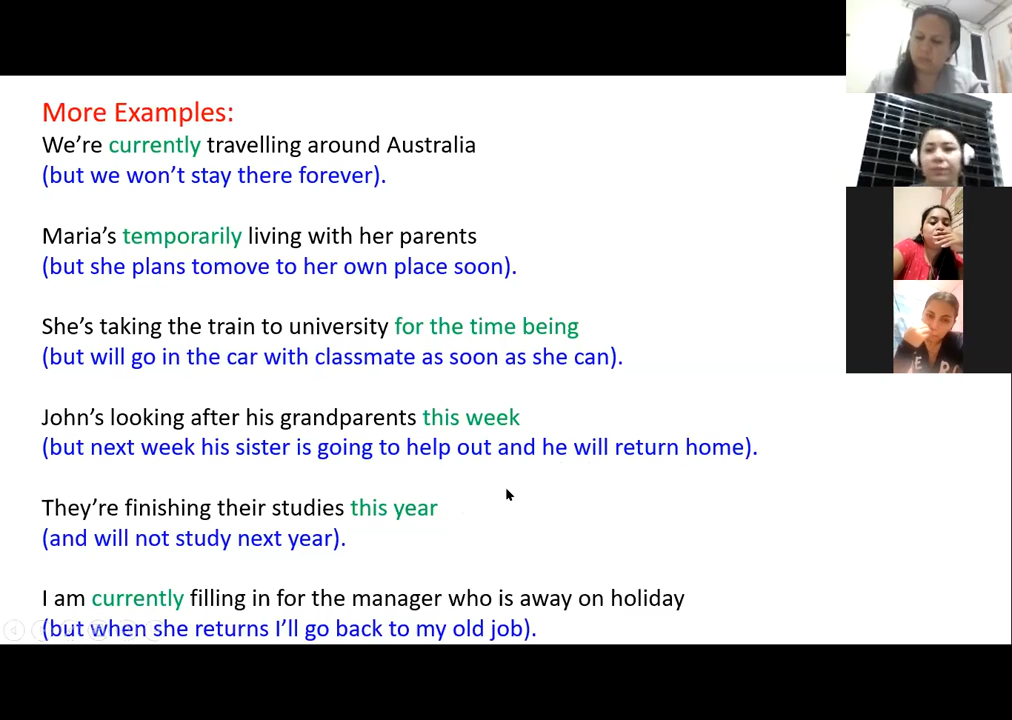 More Examples:
We're currently travelling around Australia
(but we won't stay there forever).
Maria's temporarily living with her parents
(but she plans tomove to her own place soon).
She's taking the train to university for the time being
(but will go in the car with classmate as soon as she can).
John's looking after his grandparents this week
(but next week his sister is going to help out and he will return home).
They're finishing their studies this year
(and will not study next year).
I am currently filling in for the manager who is away on holiday
(but when she returns I'll go back to my old job).